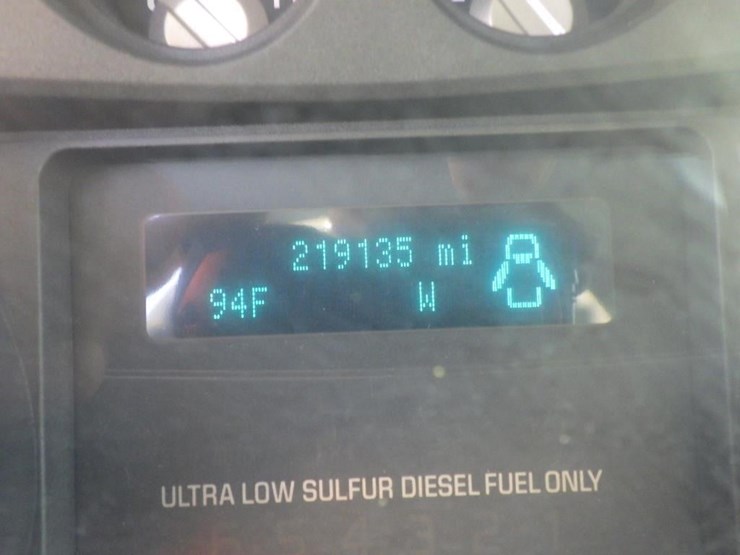 219135 mi
94F W
ULTRA LOW SULFUR DIESEL FUEL ONLY